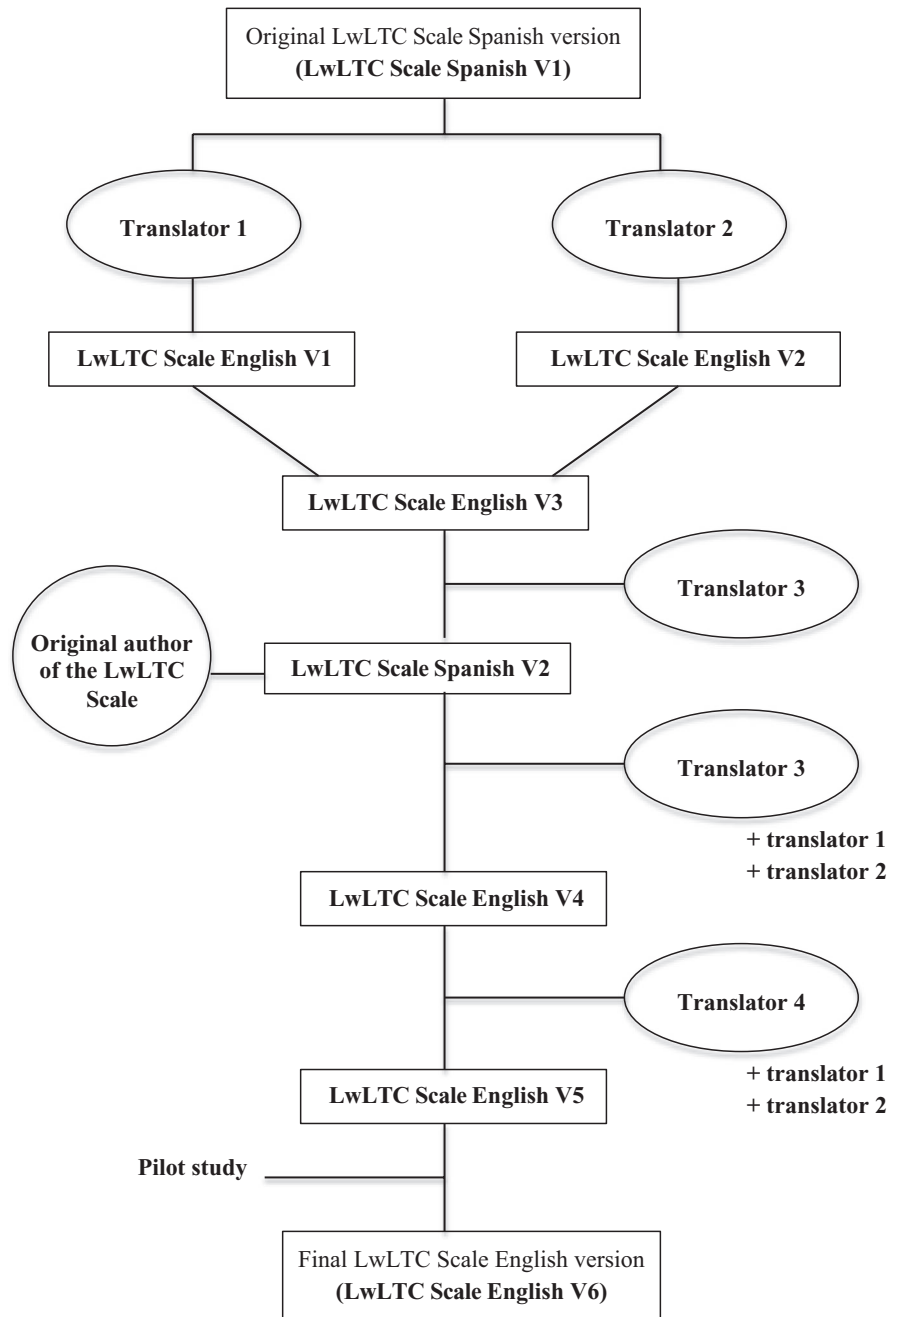 Original LwLTC Scale Spanish version
(LwLTC Scale Spanish V1)
Translator 1
Translator 2
LwLTC Scale English V1
LwLTC Scale English V2
LwLTC Scale English V3
Translator 3
Original author
of the LwLTC
Scale
LwLTC Scale Spanish V2
Translator 3
+ translator 1
+ translator 2
LwLTC Scale English V4
Translator 4
+ translator 1
+ translator 2
LwLTC Scale English V5
Pilot study
Final LwLTC Scale English version
(LwLTC Scale English V6)